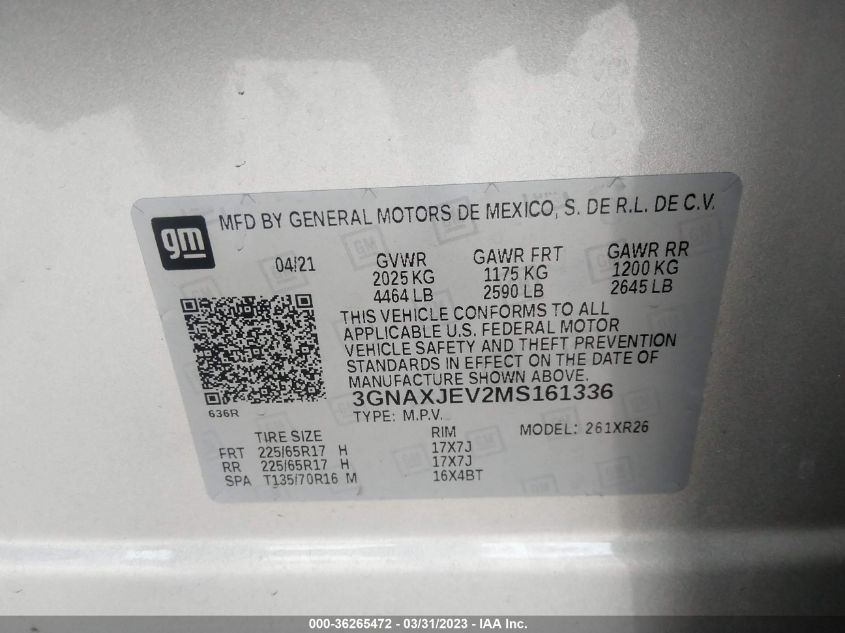 gm MFD BY GENERAL MOTORS DE MEXICO, S. DE R.L. DE C.V.
04/21 GVWR GAWR FRT GAWR RR
2025 KG 1175 KG 1200 KG
4464 LB 2590 LB 2645 LB
THIS VEHICLE CONFORMS TO ALL
APPLICABLE U.S. FEDERAL MOTOR
VEHICLE SAFETY AND THEFT PREVENTION
STANDARDS IN EFFECT ON THE DATE OF
MANUFACTURE SHOWN ABOVE.
636R 3GNAXJEV2MS161336
TYPE: M.P.V.
TIRE SIZE RIM MODEL: 261XR26
FRT 225/65R17 H 17X7J
RR 225/65R17 H 17X7J
SPA T135/70R16 M 16X4BT
000-36265472 - 03/31/2023 - IAA Inc.